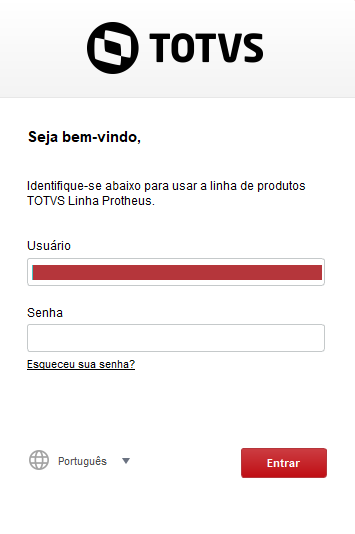 TOTVS
Seja bem-vindo,
Identifique-se abaixo para usar a linha de produtos
TOTVS Linha Protheus.
Usuário
Senha
Esqueceu sua senha?
Português
Entrar